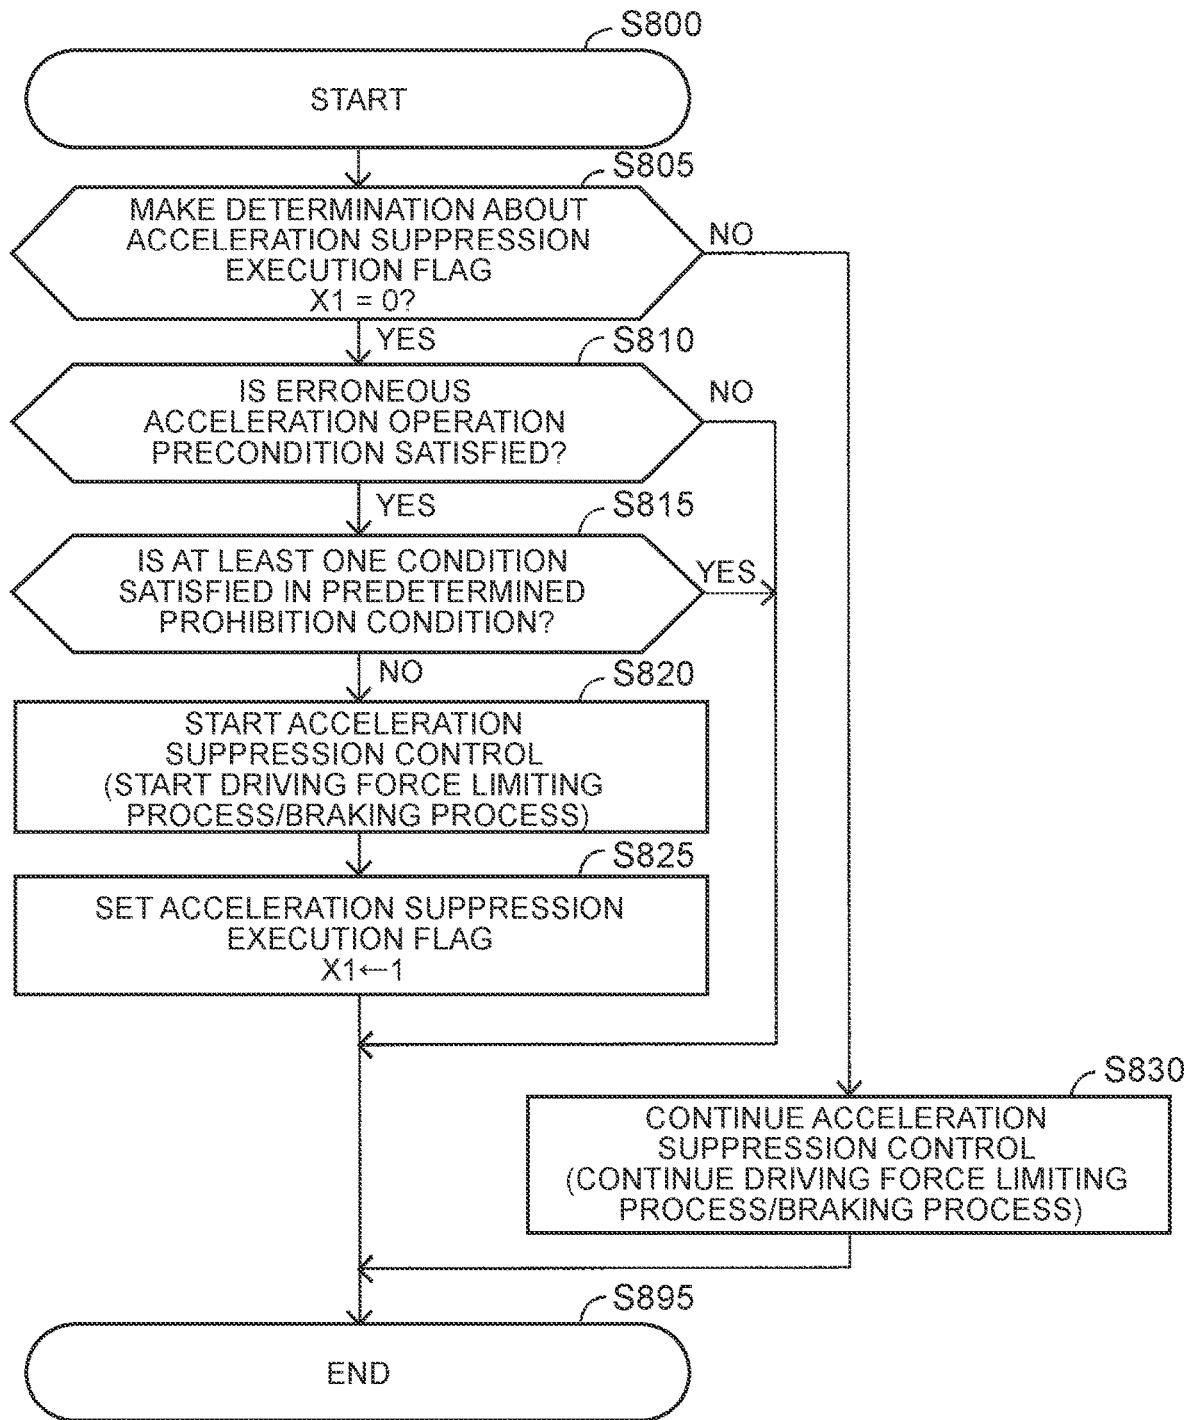 S800
START
S805
MAKE DETERMINATION ABOUT
ACCELERATION SUPPRESSION
EXECUTION FLAG
X1 = 0?
NO
YES
S810
IS ERRONEOUS
ACCELERATION OPERATION
PRECONDITION SATISFIED?
NO
YES
S815
IS AT LEAST ONE CONDITION
SATISFIED IN PREDETERMINED
PROHIBITION CONDITION?
YES
NO
S820
START ACCELERATION
SUPPRESSION CONTROL
(START DRIVING FORCE LIMITING
PROCESS/BRAKING PROCESS)
S825
SET ACCELERATION SUPPRESSION
EXECUTION FLAG
X1←1
S830
CONTINUE ACCELERATION
SUPPRESSION CONTROL
(CONTINUE DRIVING FORCE LIMITING
PROCESS/BRAKING PROCESS)
S895
END